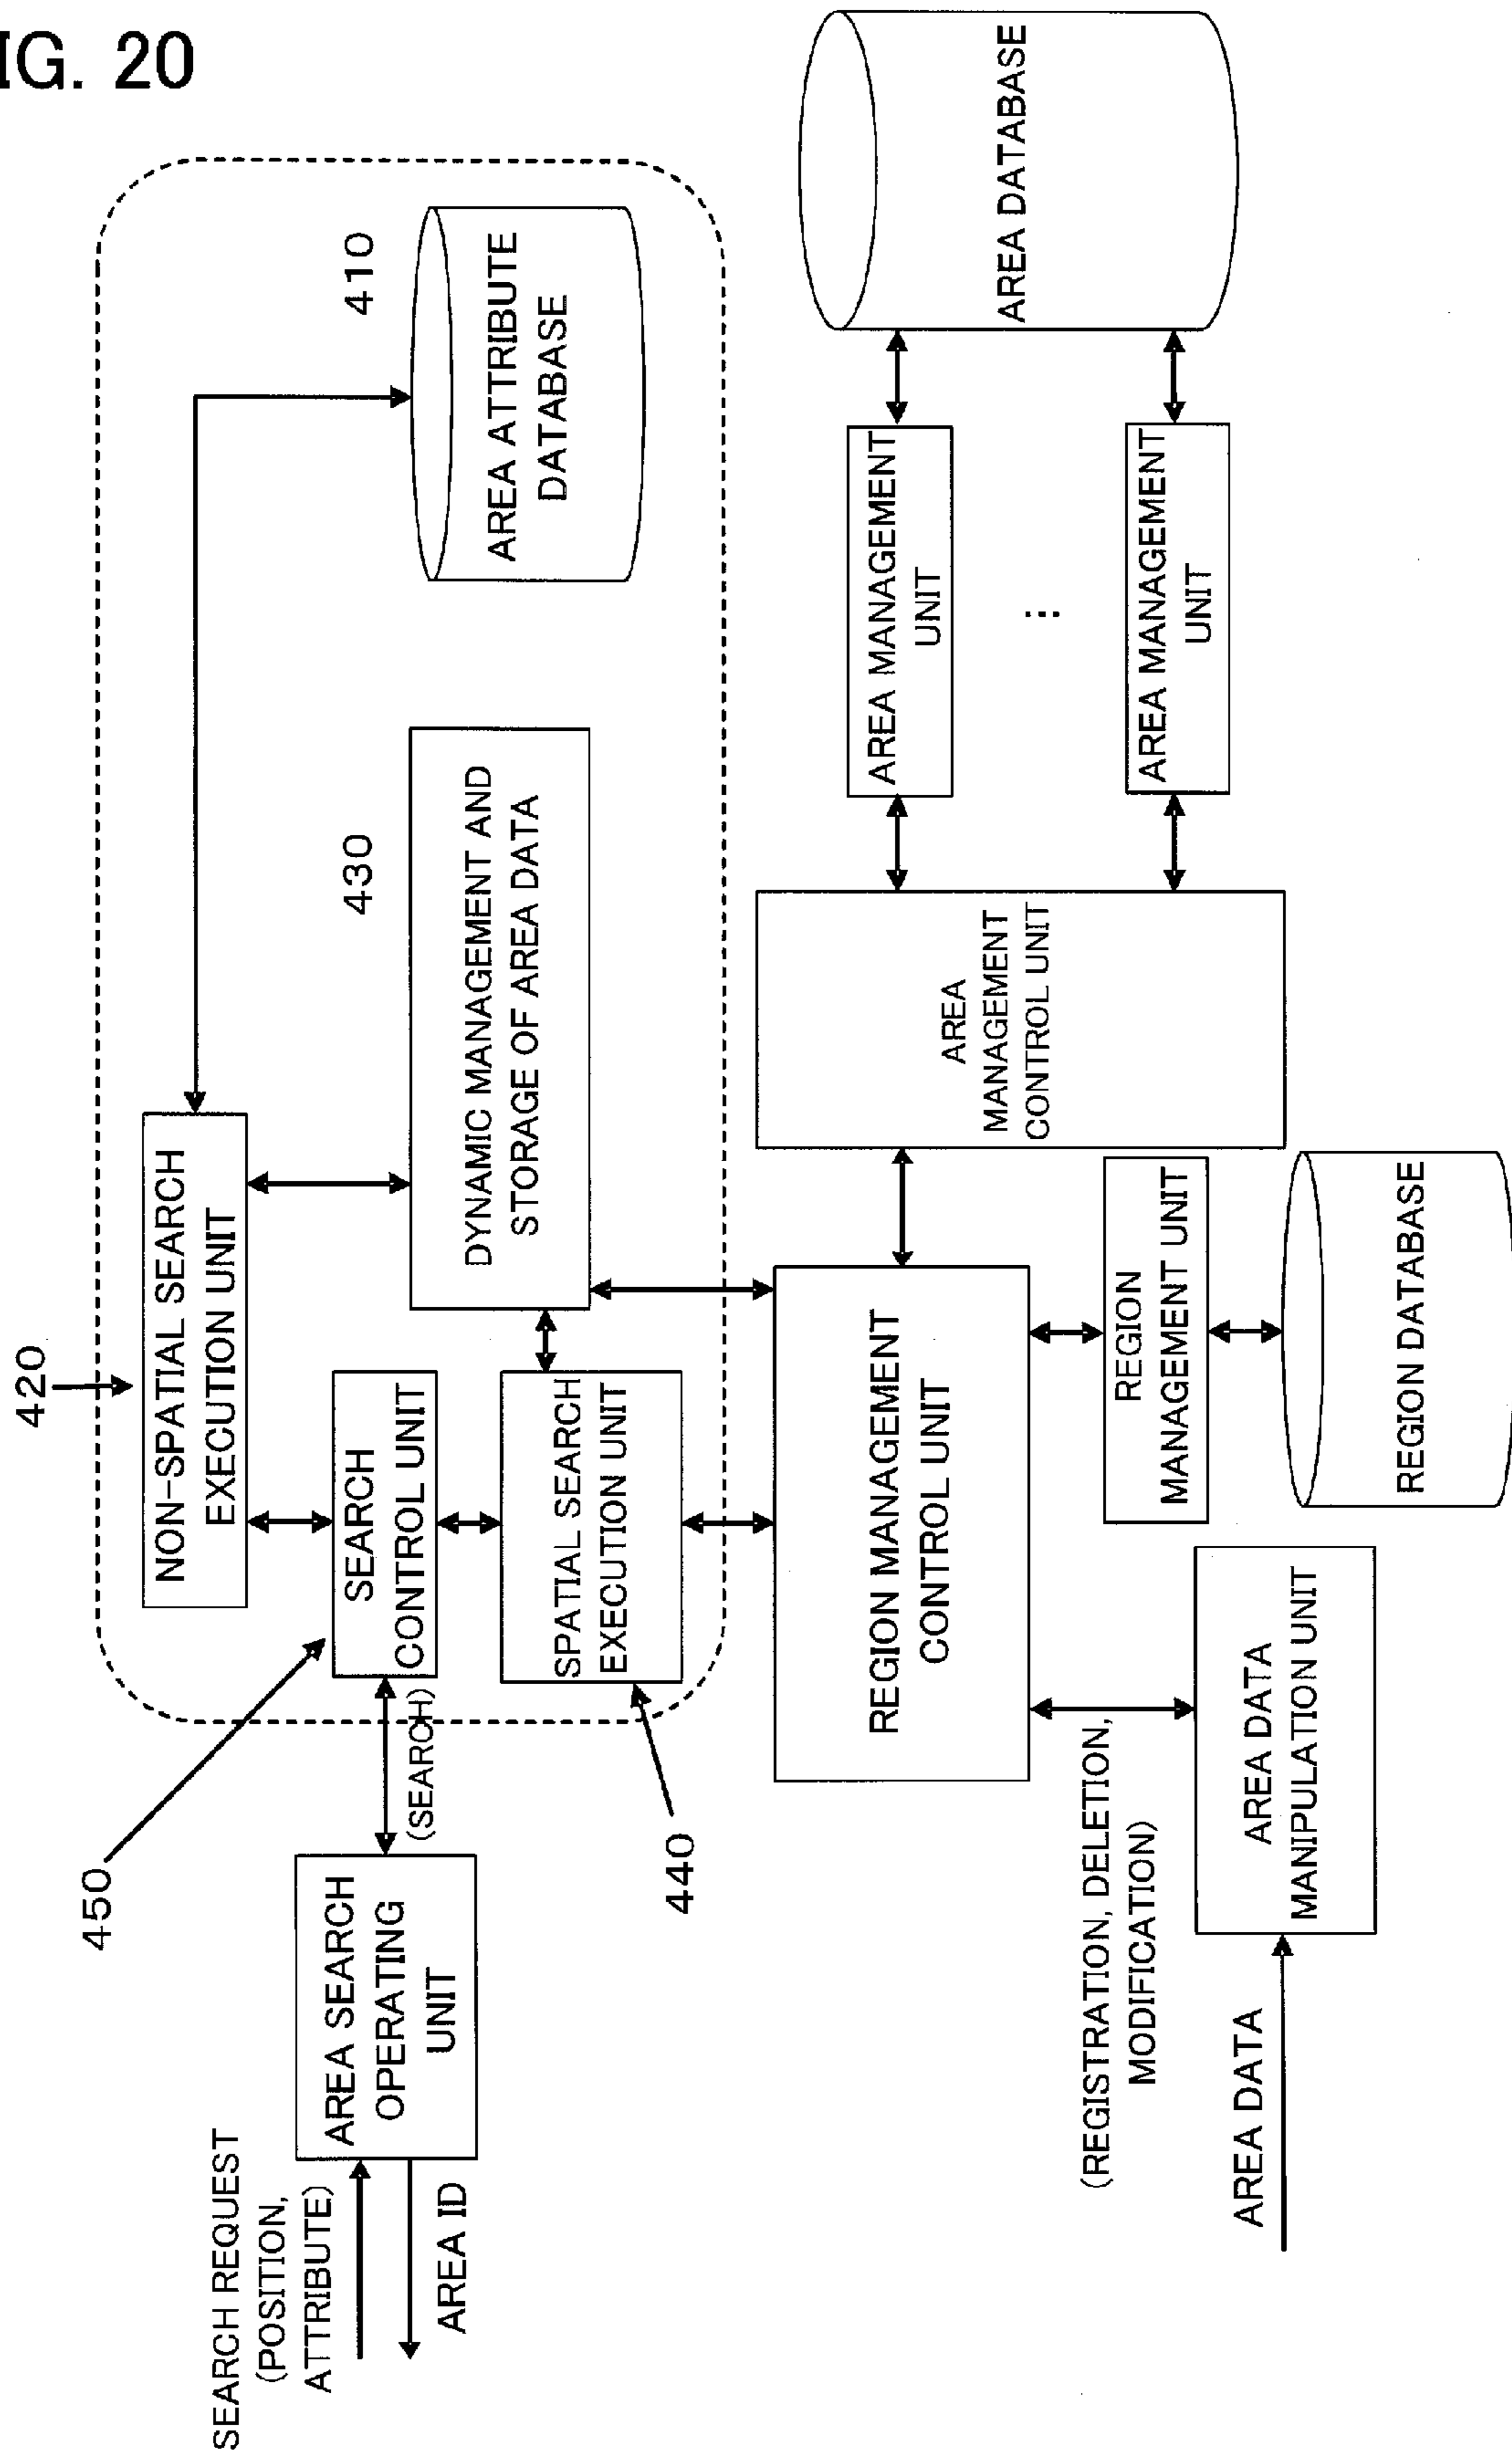 IG. 20
420
NON-SPATIAL SEARCH
EXECUTION UNIT
450
SEARCH
CONTROL UNIT
430
DYNAMIC MANAGEMENT AND
STORAGE OF AREA DATA
410
AREA ATTRIBUTE
DATABASE
SEARCH REQUEST
(POSITION,
ATTRIBUTE)
AREA ID
AREA SEARCH
OPERATING
UNIT
(SEARCH)
SPATIAL SEARCH
EXECUTION UNIT
440
REGION MANAGEMENT
CONTROL UNIT
AREA
MANAGEMENT
CONTROL UNIT
AREA MANAGEMENT
UNIT
...
AREA MANAGEMENT
UNIT
AREA DATABASE
REGION
MANAGEMENT UNIT
REGION DATABASE
(REGISTRATION, DELETION,
MODIFICATION)
AREA DATA
AREA DATA
MANIPULATION UNIT